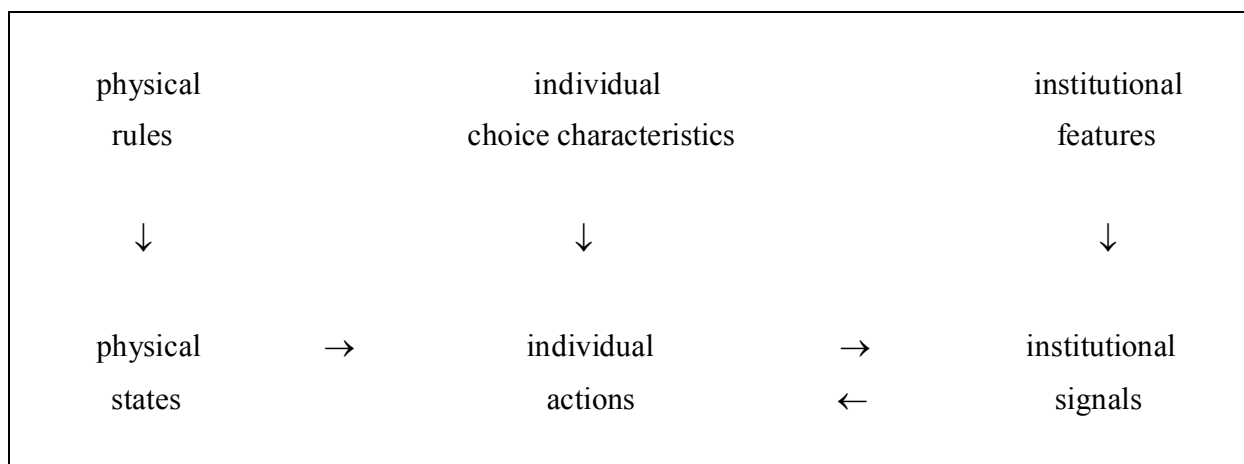 physical individual institutional
rules choice characteristics features
↓ ↓ ↓
physical → individual → institutional
states actions ← signals